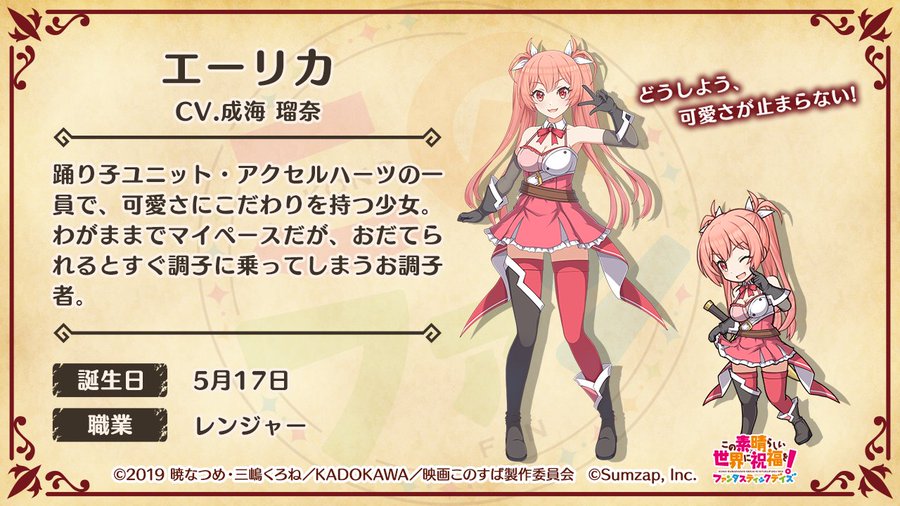 エーリカ
CV.成海 瑠奈
どうしよう、
可愛さが止まらない!
踊り子ユニット・アクセルハーツの一
員で、可愛さにこだわりを持つ少女。
わがままでマイペースだが、おだてら
れるとすぐ調子に乗ってしまうお調子
者。
誕生日 5月17日
職業 レンジャー
この素晴らしい
世界に祝福を!
ファンタスティックデイズ
©2019 暁なつめ・三嶋くろね／KADOKAWA／映画このすば製作委員会 ©Sumzap, Inc.